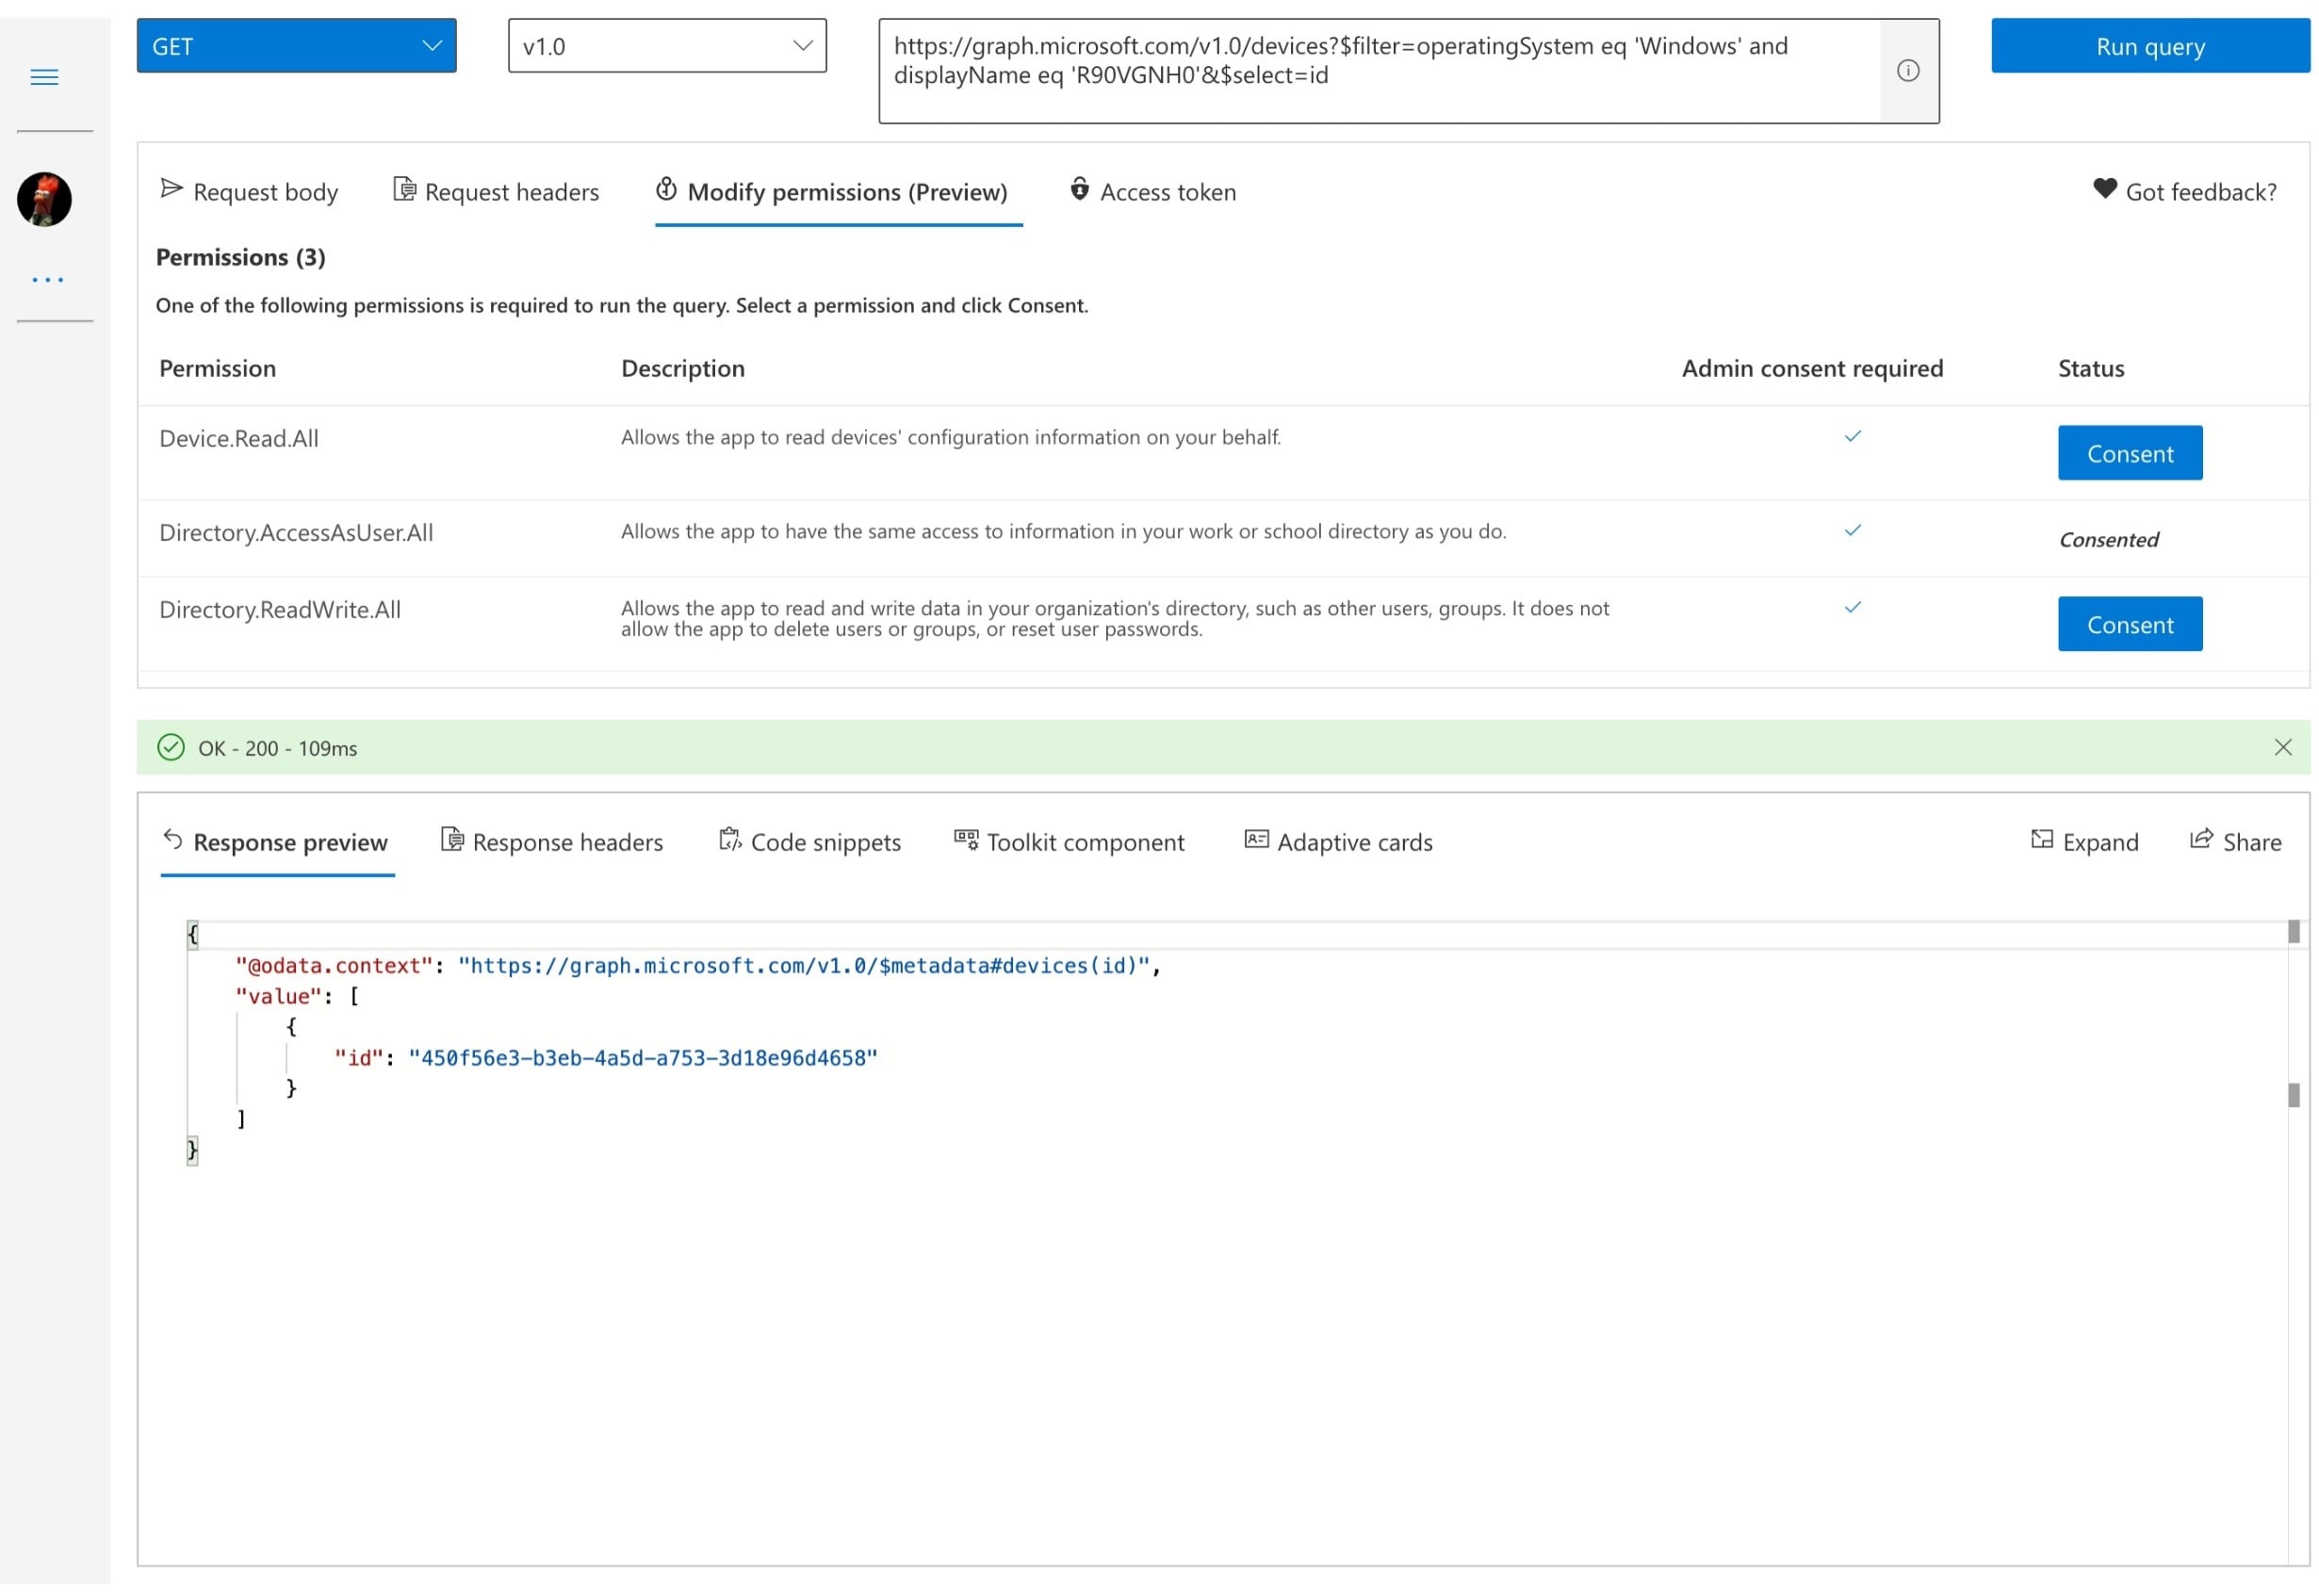 GET
v1.0
https://graph.microsoft.com/v1.0/devices?$filter=operatingSystem eq 'Windows' and
displayName eq 'R90VGNH0'&$select=id
Run query
Request body
Request headers
Modify permissions (Preview)
Access token
Got feedback?
Permissions (3)
One of the following permissions is required to run the query. Select a permission and click Consent.
Permission Description Admin consent required Status
Device.Read.All Allows the app to read devices' configuration information on your behalf. Consent
Directory.AccessAsUser.All Allows the app to have the same access to information in your work or school directory as you do. Consented
Directory.ReadWrite.All Allows the app to read and write data in your organization's directory, such as other users, groups. It does not
allow the app to delete users or groups, or reset user passwords. Consent
OK - 200 - 109ms
Response preview
Response headers
Code snippets
Toolkit component
Adaptive cards
Expand
Share
{
"@odata.context": "https://graph.microsoft.com/v1.0/$metadata#devices(id)",
"value": [
{
"id": "450f56e3-b3eb-4a5d-a753-3d18e96d4658"
}
]
}